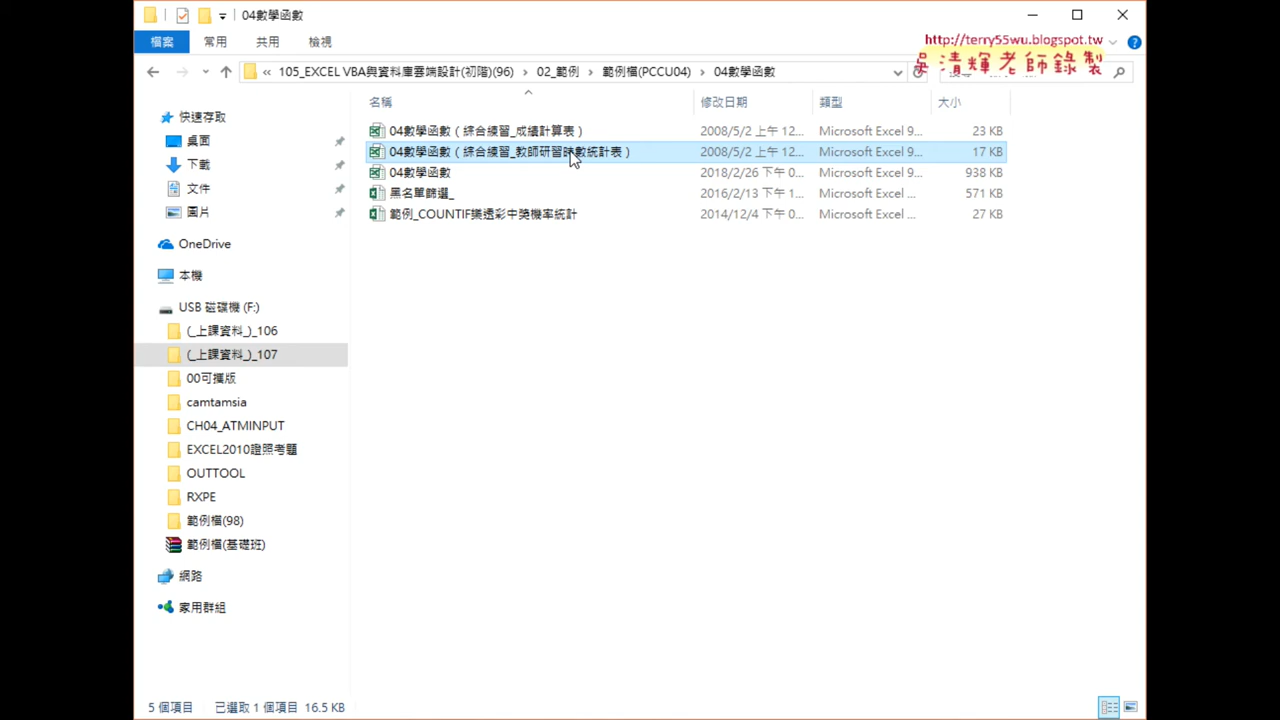 04數學函數
檔案 常用 共用 檢視
http://terry55wu.blogspot.tw
吳清輝老師錄製
« 105_EXCEL VBA與資料庫雲端設計(初階)(96) › 02_範例 › 範例檔(PCCU04) › 04數學函數
名稱 修改日期 類型 大小
快速存取
桌面
下載
文件
圖片
OneDrive
本機
USB 磁碟機 (F:)
(_上課資料_)_106
(_上課資料_)_107
00可攜版
camtamsia
CH04_ATMINPUT
EXCEL2010證照考題
OUTTOOL
RXPE
範例檔(98)
範例檔(基礎班)
網路
家用群組
04數學函數（綜合練習_成績計算表） 2008/5/2 上午 12... Microsoft Excel 9... 23 KB
04數學函數（綜合練習_教師研習時數統計表） 2008/5/2 上午 12... Microsoft Excel 9... 17 KB
04數學函數 2018/2/26 下午 0... Microsoft Excel 9... 938 KB
黑名單篩選_ 2016/2/13 下午 1... Microsoft Excel ... 571 KB
範例_COUNTIF樂透彩中獎機率統計 2014/12/4 下午 0... Microsoft Excel ... 27 KB
5 個項目 已選取 1 個項目 16.5 KB